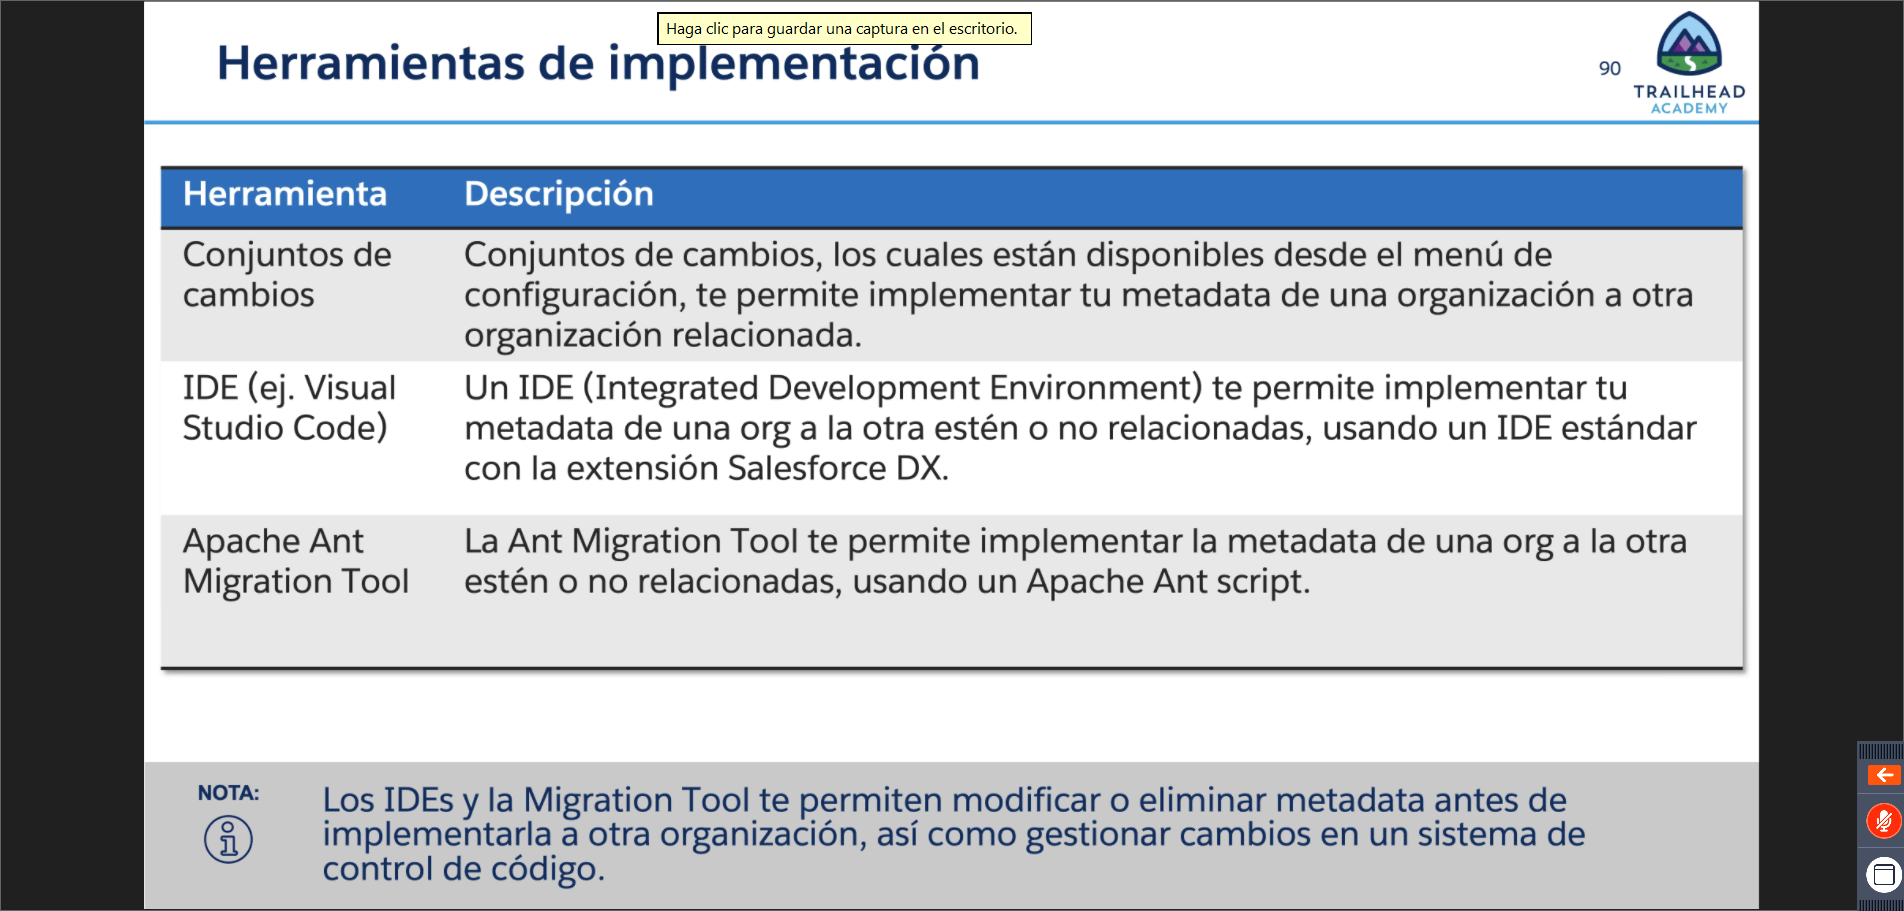 Haga clic para guardar una captura en el escritorio.
Herramientas de implementación
90
TRAILHEAD
ACADEMY
Herramienta Descripción
Conjuntos de
cambios
Conjuntos de cambios, los cuales están disponibles desde el menú de
configuración, te permite implementar tu metadata de una organización a otra
organización relacionada.
IDE (ej. Visual
Studio Code)
Un IDE (Integrated Development Environment) te permite implementar tu
metadata de una org a la otra estén o no relacionadas, usando un IDE estándar
con la extensión Salesforce DX.
Apache Ant
Migration Tool
La Ant Migration Tool te permite implementar la metadata de una org a la otra
estén o no relacionadas, usando un Apache Ant script.
NOTA:
Los IDEs y la Migration Tool te permiten modificar o eliminar metadata antes de
implementarla a otra organización, así como gestionar cambios en un sistema de
control de código.